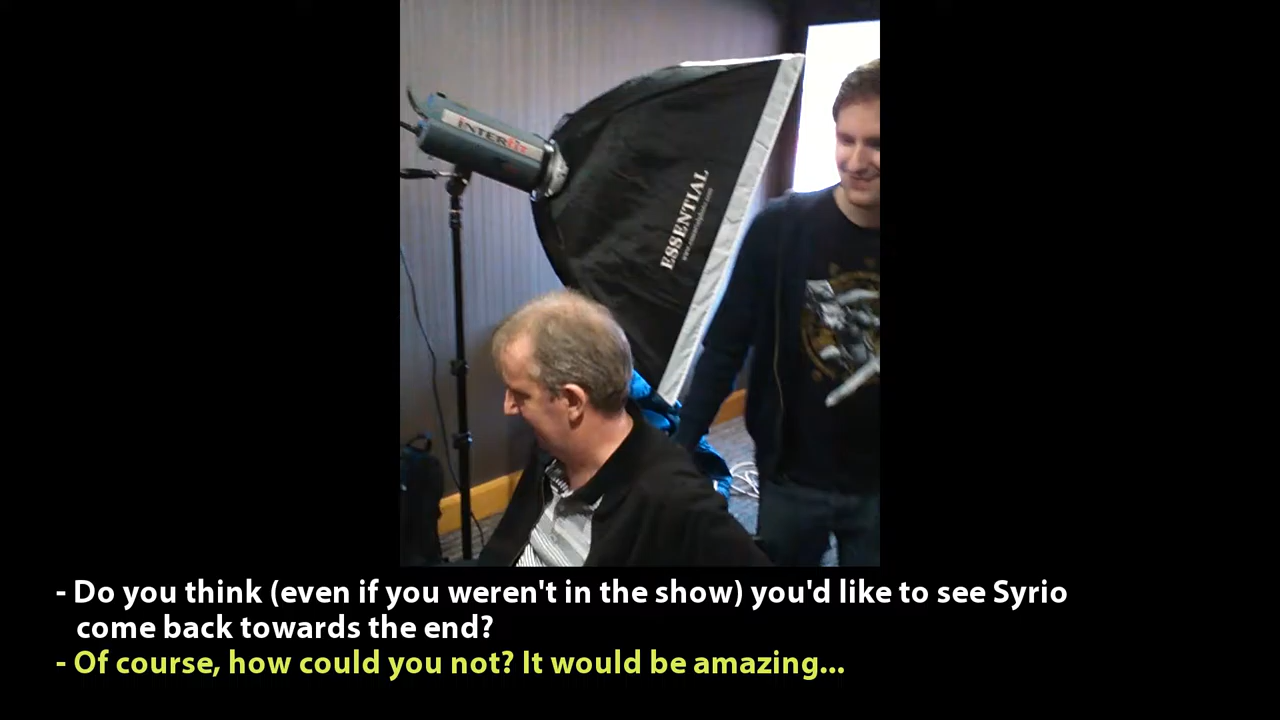 INTERFIT
ESSENTIAL
- Do you think (even if you weren't in the show) you'd like to see Syrio
come back towards the end?
- Of course, how could you not? It would be amazing...